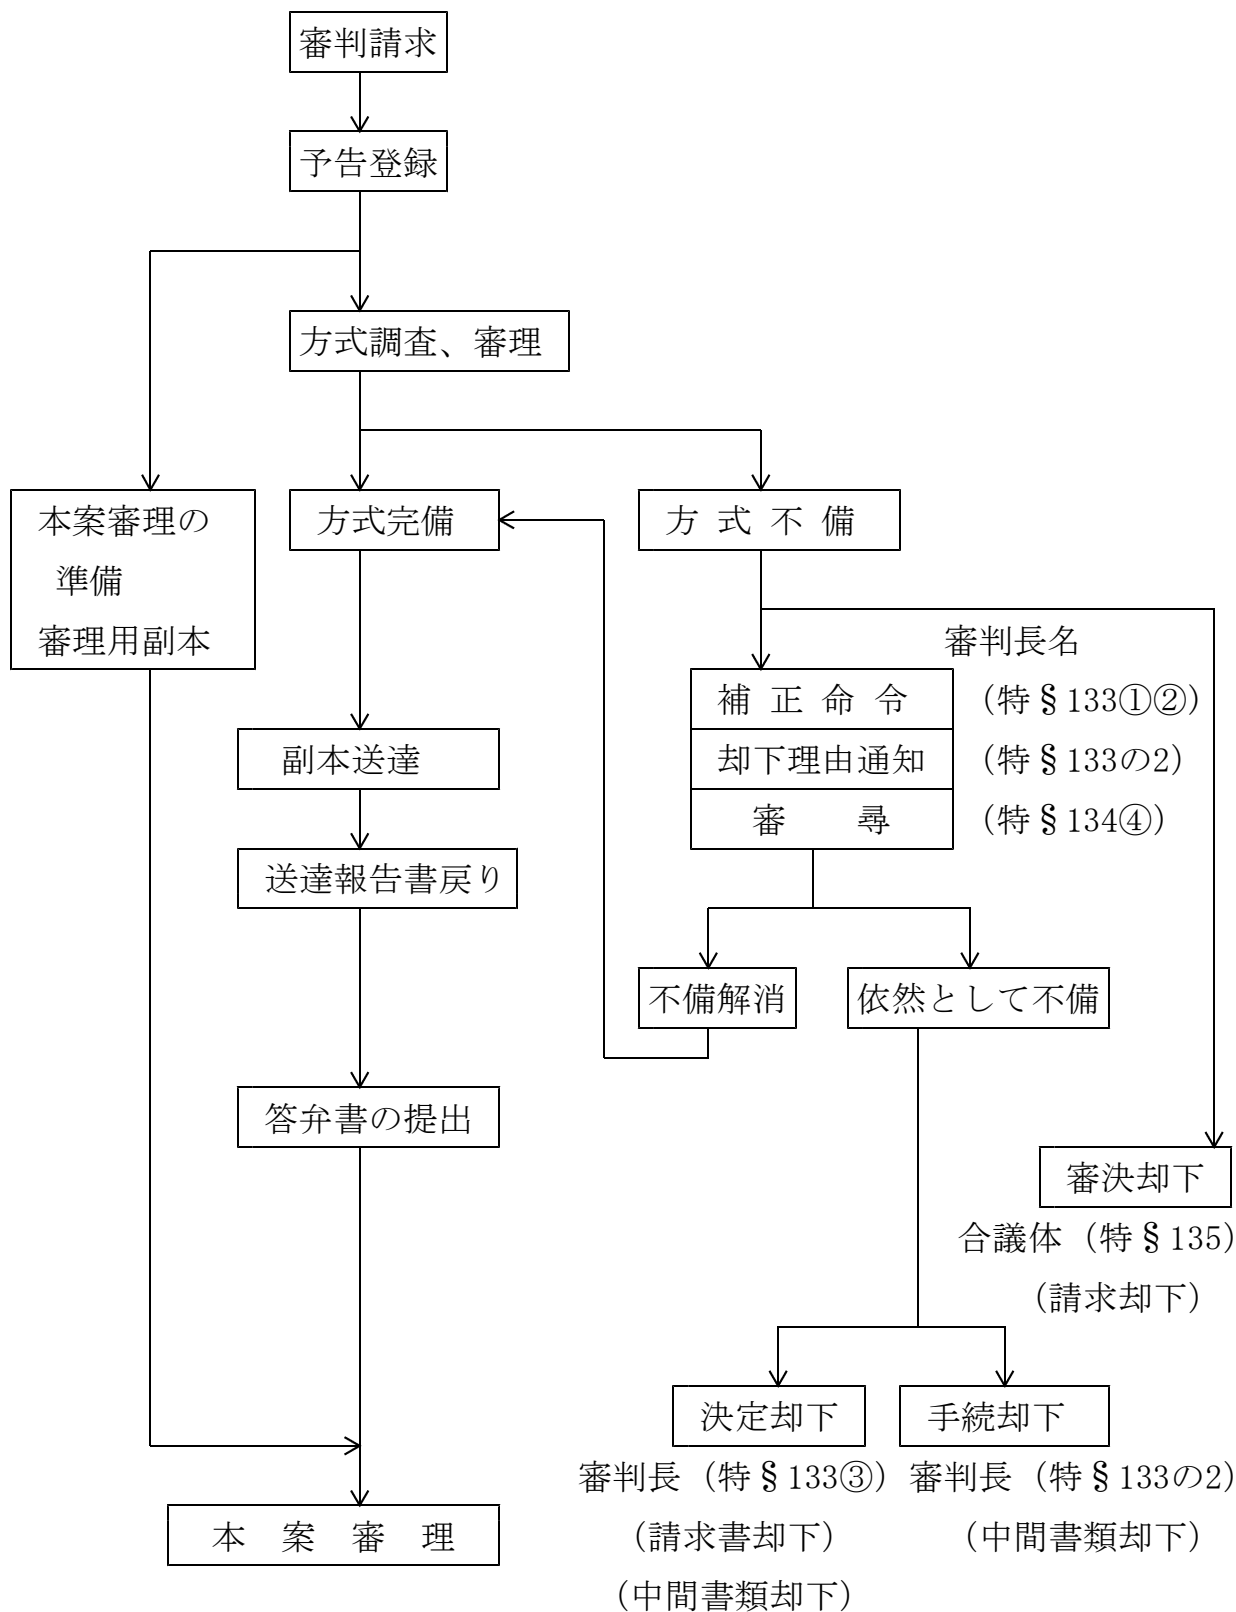 審判請求
予告登録
方式調査、審理
本案審理の
準備
審理用副本
方式完備
方 式 不 備
審判長名
補 正 命 令
(特§133①②)
却下理由通知
(特§133の2)
審　　尋
(特§134④)
副本送達
送達報告書戻り
不備解消
依然として不備
答弁書の提出
審決却下
合議体(特§135)
(請求却下)
決定却下
手続却下
審判長(特§133③)
審判長(特§133の2)
(請求書却下)
(中間書類却下)
(中間書類却下)
本　案　審　理